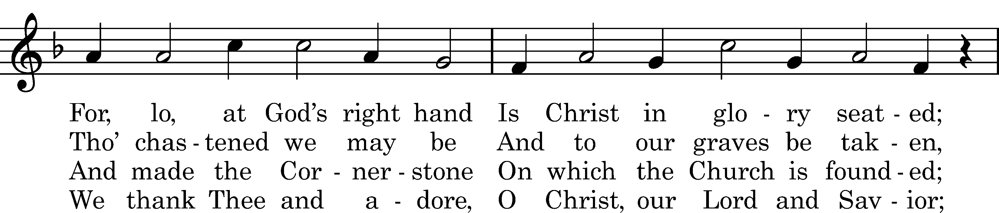 For, lo, at God's right hand Is Christ in glo - ry seat - ed;
Tho' chas - tened we may be And to our graves be tak - en,
And made the Cor - ner - stone On which the Church is found - ed;
We thank Thee and a - dore, O Christ, our Lord and Sav - ior;